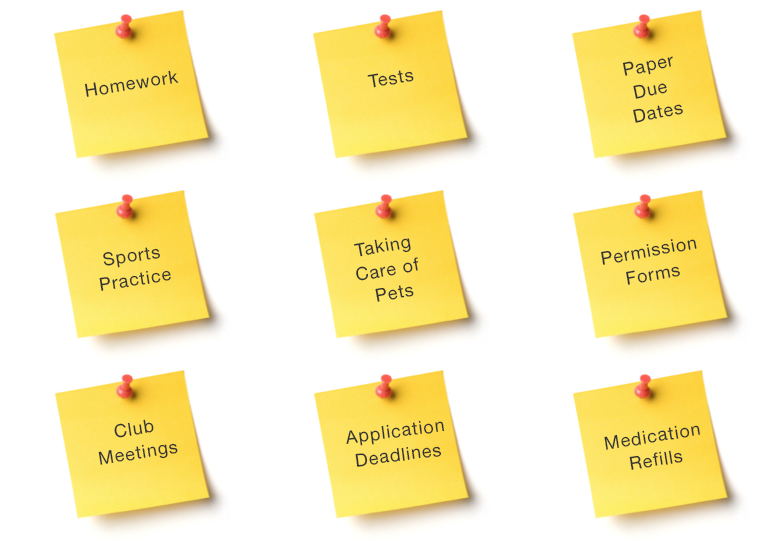 Homework
Tests
Paper
Due
Dates
Sports
Practice
Taking
Care of
Pets
Permission
Forms
Club
Meetings
Application
Deadlines
Medication
Refills